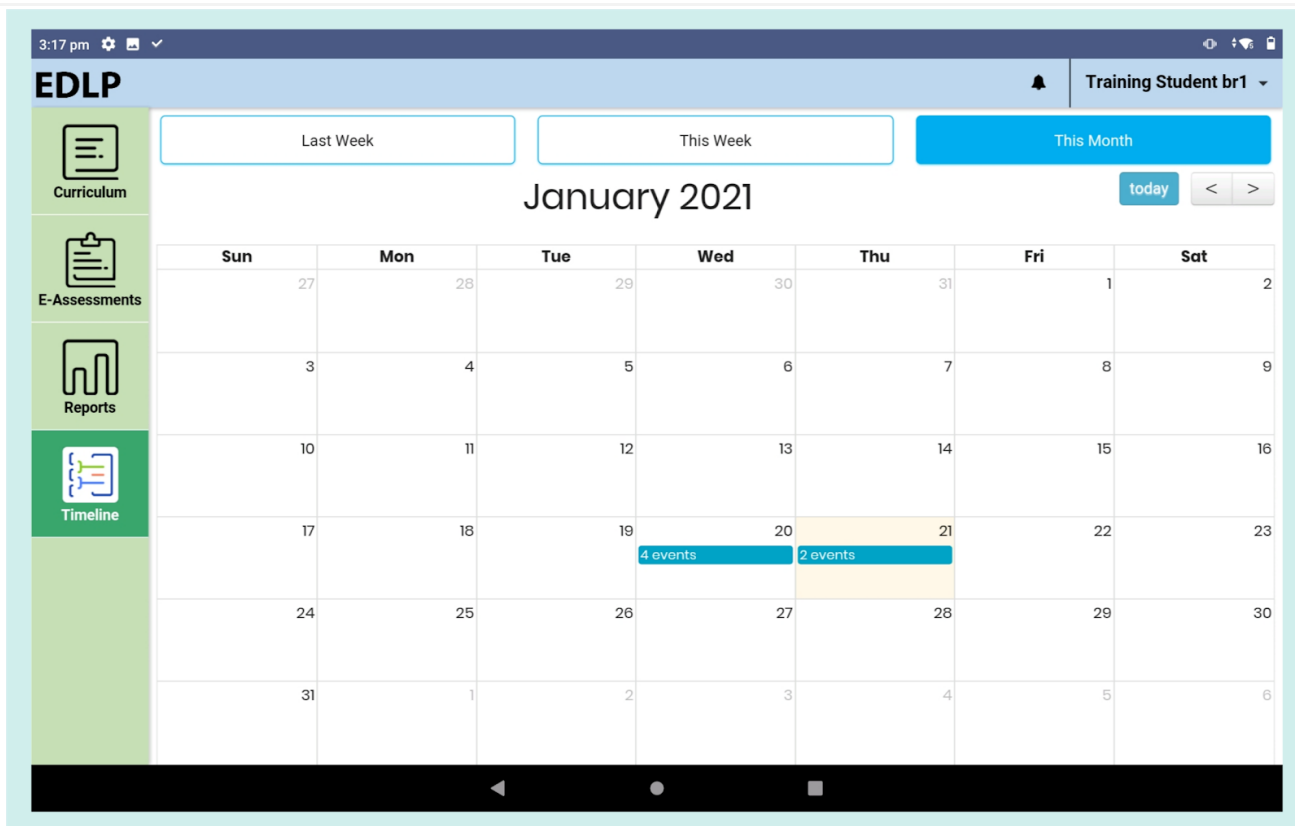 3:17 pm
EDLP
Training Student br1
Last Week This Week This Month
January 2021
today < >
Curriculum
E-Assessments
Reports
Timeline
Sun Mon Tue Wed Thu Fri Sat
27 28 29 30 31 1 2
3 4 5 6 7 8 9
10 11 12 13 14 15 16
17 18 19 20 21 22 23
4 events 2 events
24 25 26 27 28 29 30
31 1 2 3 4 5 6